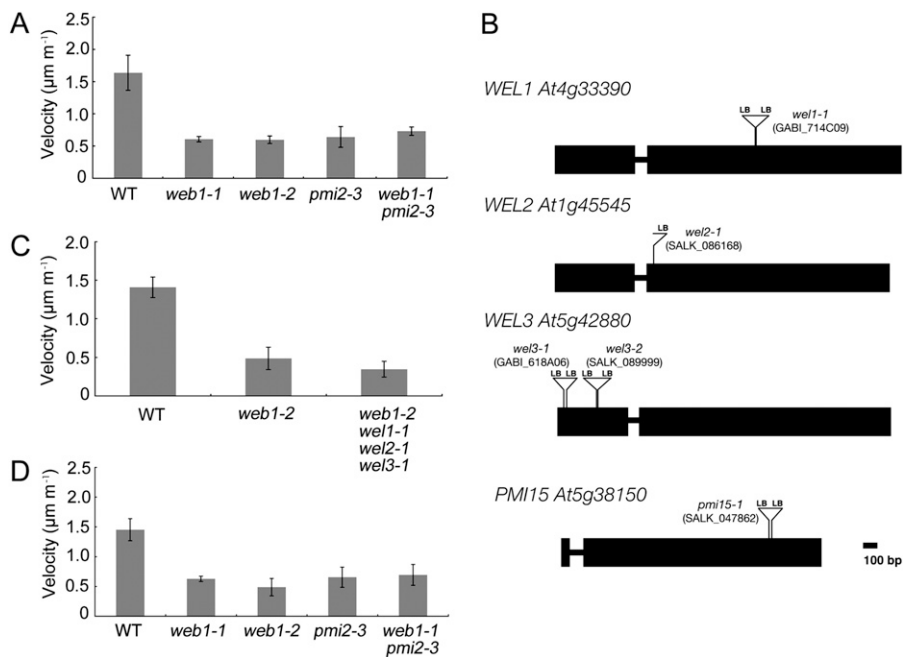 A
Velocity (µm m⁻¹)
2.5
2.0
1.5
1.0
0.5
0
WT
web1-1
web1-2
pmi2-3
web1-1
pmi2-3
C
Velocity (µm m⁻¹)
2.0
1.5
1.0
0.5
0
WT
web1-2
web1-2
wel1-1
wel2-1
wel3-1
D
Velocity (µm m⁻¹)
2.5
2.0
1.5
1.0
0.5
0
WT
web1-1
web1-2
pmi2-3
web1-1
pmi2-3
B
WEL1 At4g33390
LB LB
wel1-1
(GABI_714C09)
WEL2 At1g45545
LB
wel2-1
(SALK_086168)
WEL3 At5g42880
wel3-1
(GABI_618A06)
LB LB
wel3-2
(SALK_089999)
LB LB
PMI15 At5g38150
pmi15-1
(SALK_047862)
LB LB
100 bp